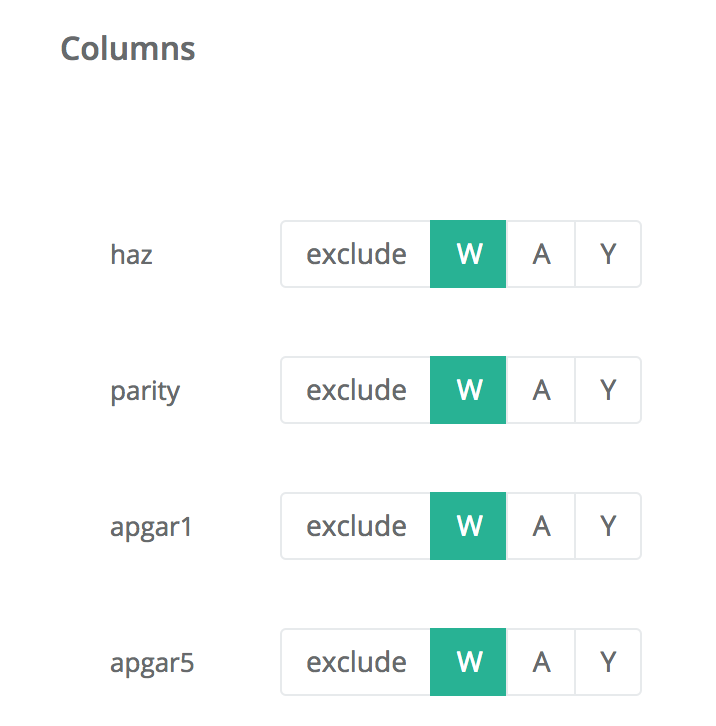 Columns
haz exclude W A Y
parity exclude W A Y
apgar1 exclude W A Y
apgar5 exclude W A Y